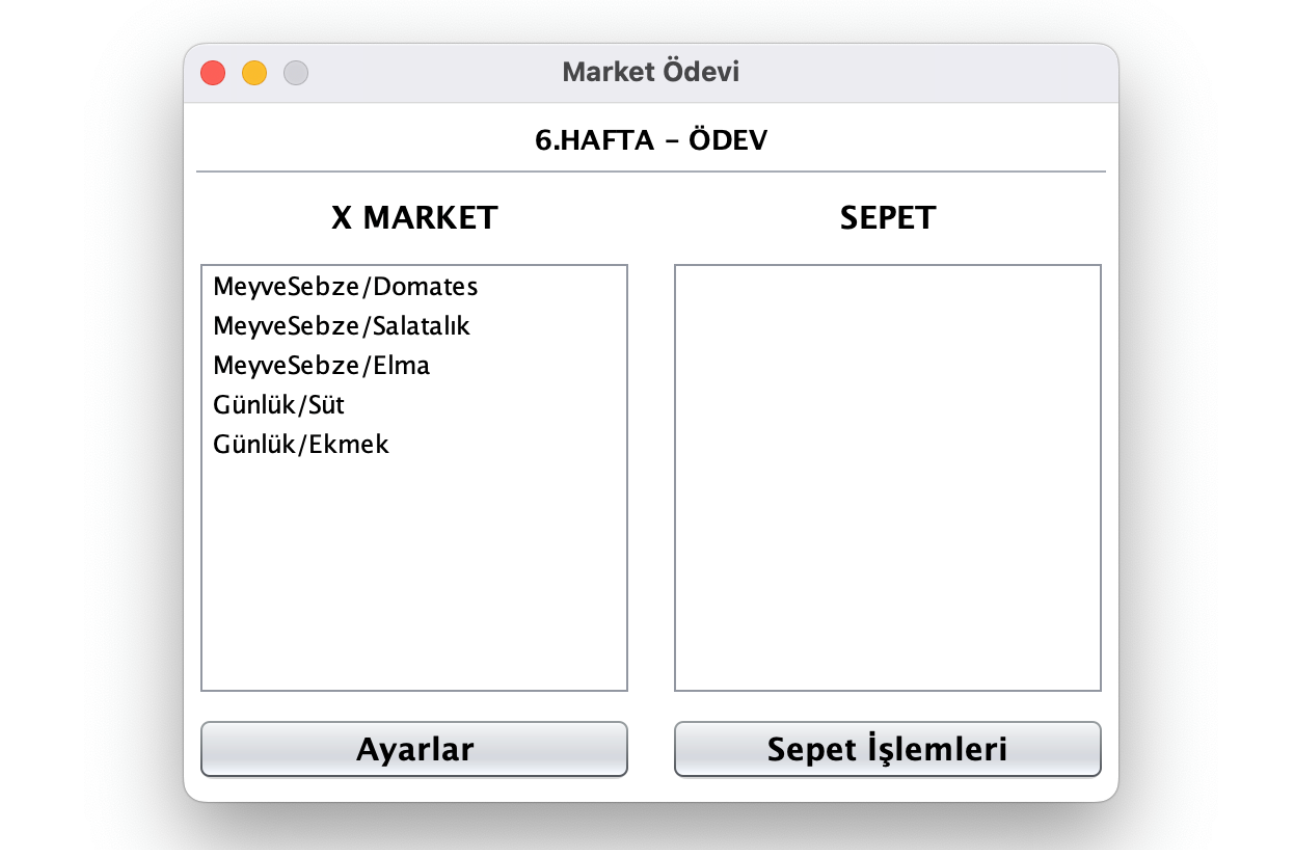 Market Ödevi
6.HAFTA – ÖDEV
X MARKET
SEPET
MeyveSebze/Domates
MeyveSebze/Salatalık
MeyveSebze/Elma
Günlük/Süt
Günlük/Ekmek
Ayarlar
Sepet İşlemleri